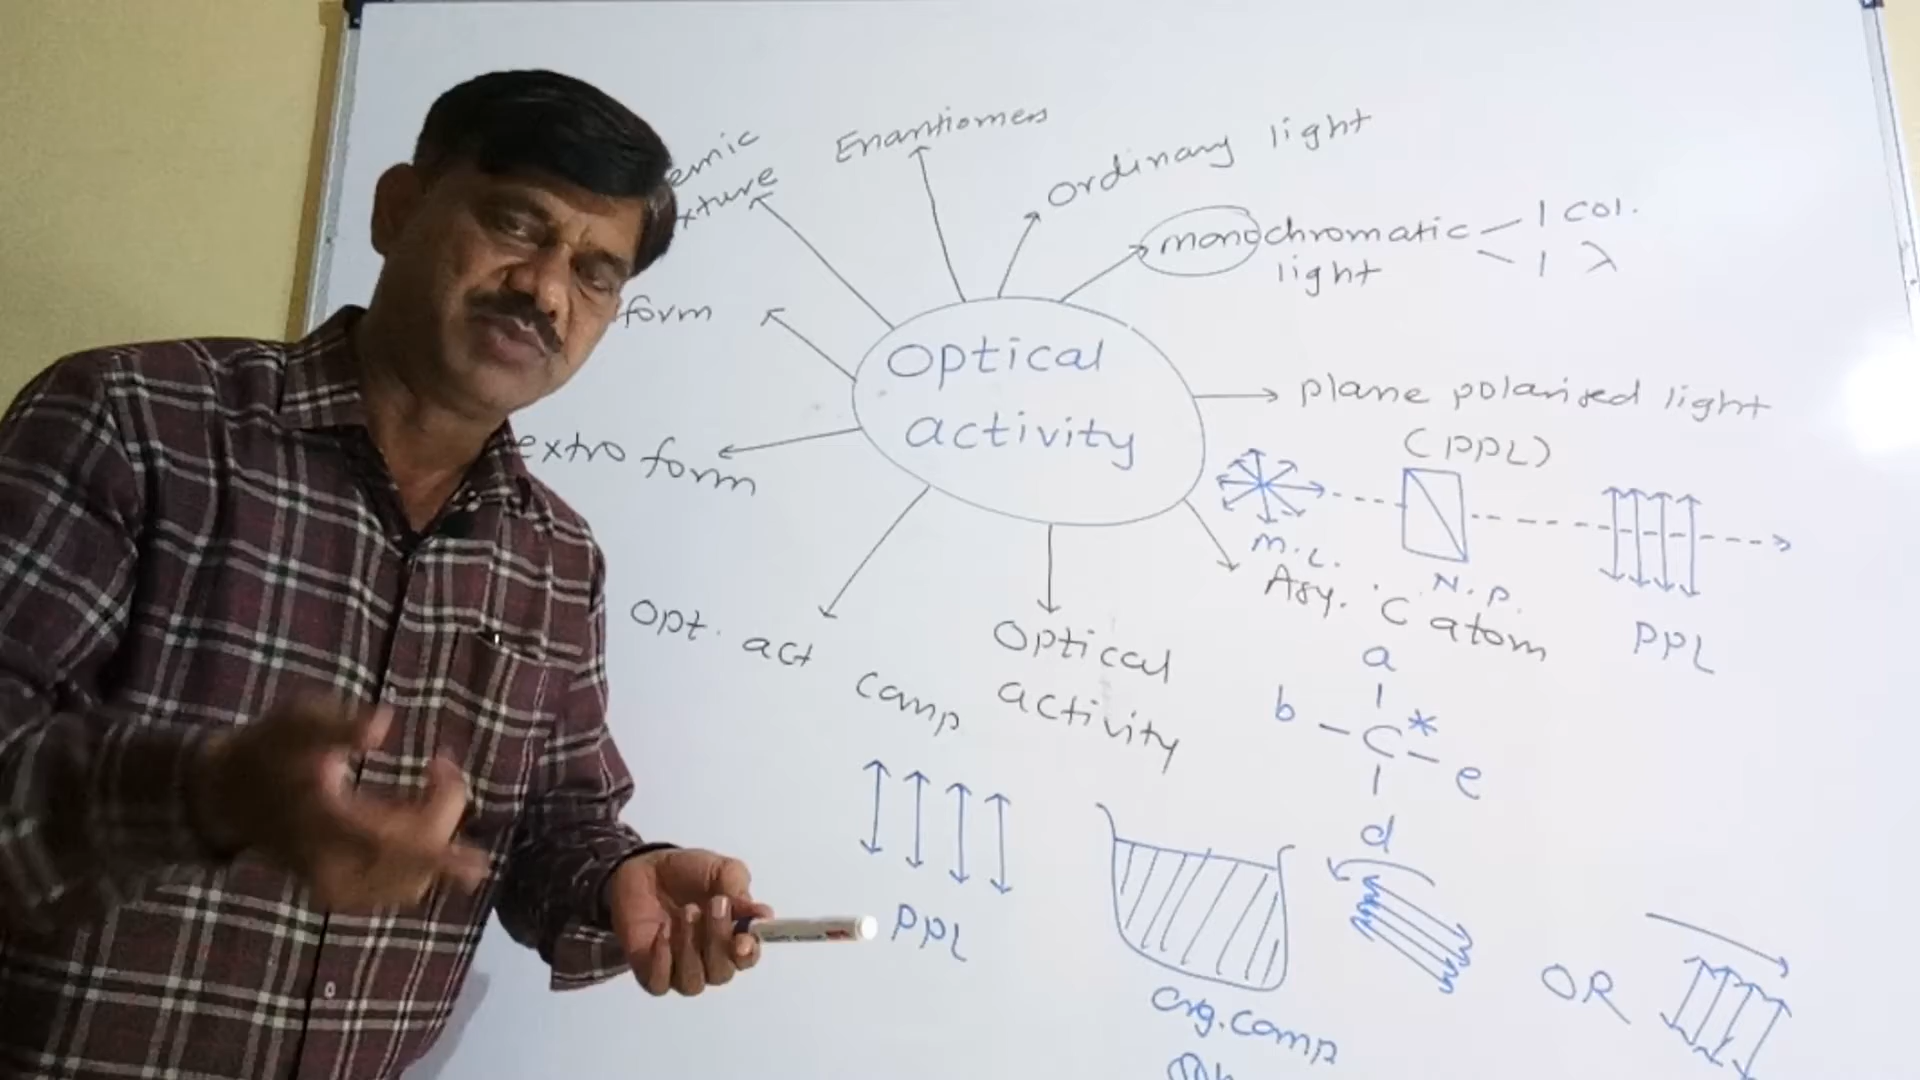 emic
xture
Enantiomers
Ordinary light
monochromatic
light
1 Col.
1 λ
form
Optical
activity
plane polarised light
(PPL)
extro form
M.L.
N.P.
PPL
Asy. C atom
Opt. act comp
Optical
activity
a
b - C* - e
d
PPL
Org. Comp
OR